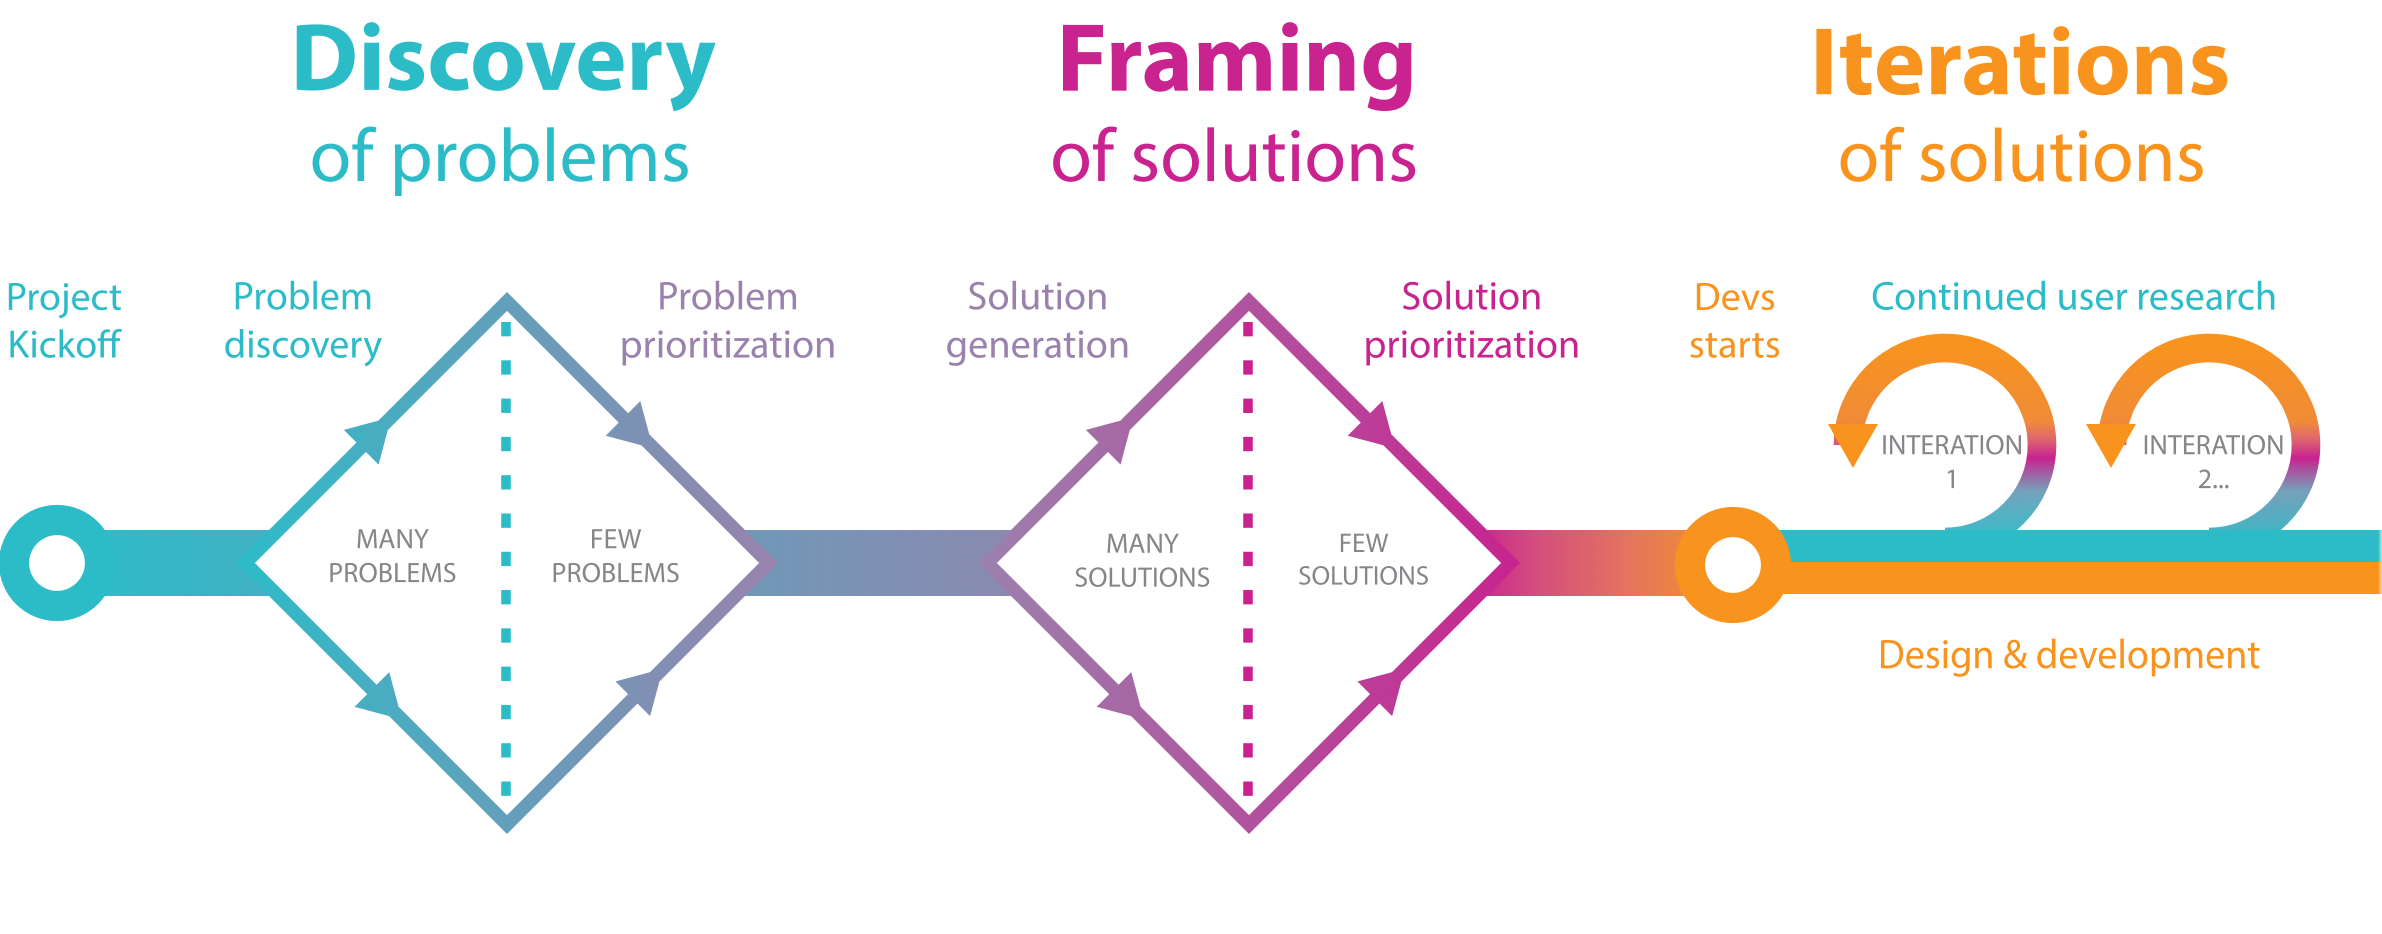 Discovery
of problems
Framing
of solutions
Iterations
of solutions
Project
Kickoff
Problem
discovery
Problem
prioritization
Solution
generation
Solution
prioritization
Devs
starts
Continued user research
MANY
PROBLEMS
FEW
PROBLEMS
MANY
SOLUTIONS
FEW
SOLUTIONS
INTERATION
1
INTERATION
2...
Design & development